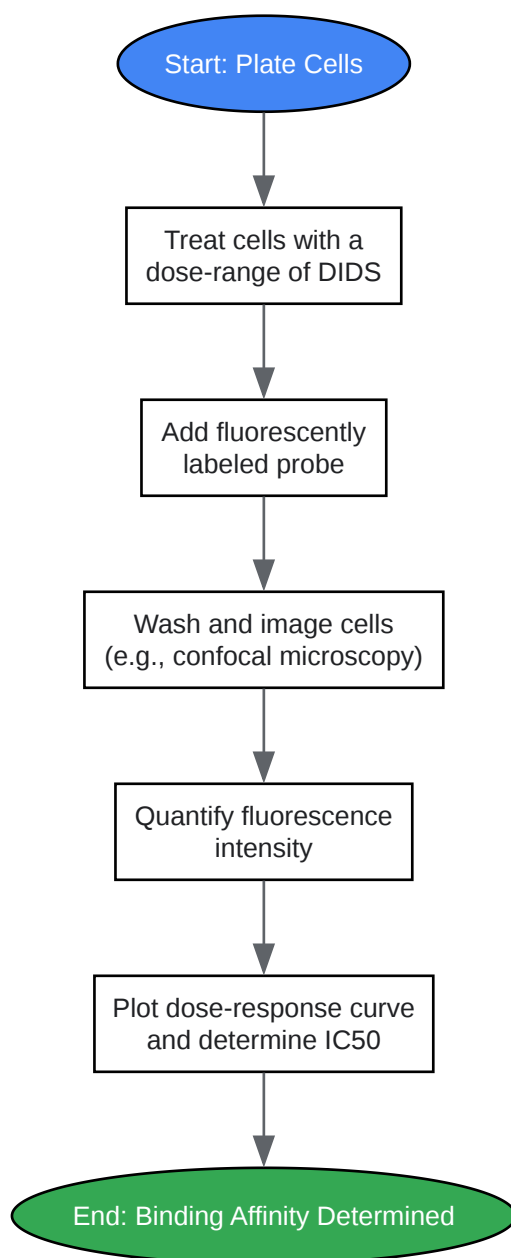 Start: Plate Cells
Treat cells with a
dose-range of DIDS
Add fluorescently
labeled probe
Wash and image cells
(e.g., confocal microscopy)
Quantify fluorescence
intensity
Plot dose-response curve
and determine IC50
End: Binding Affinity Determined